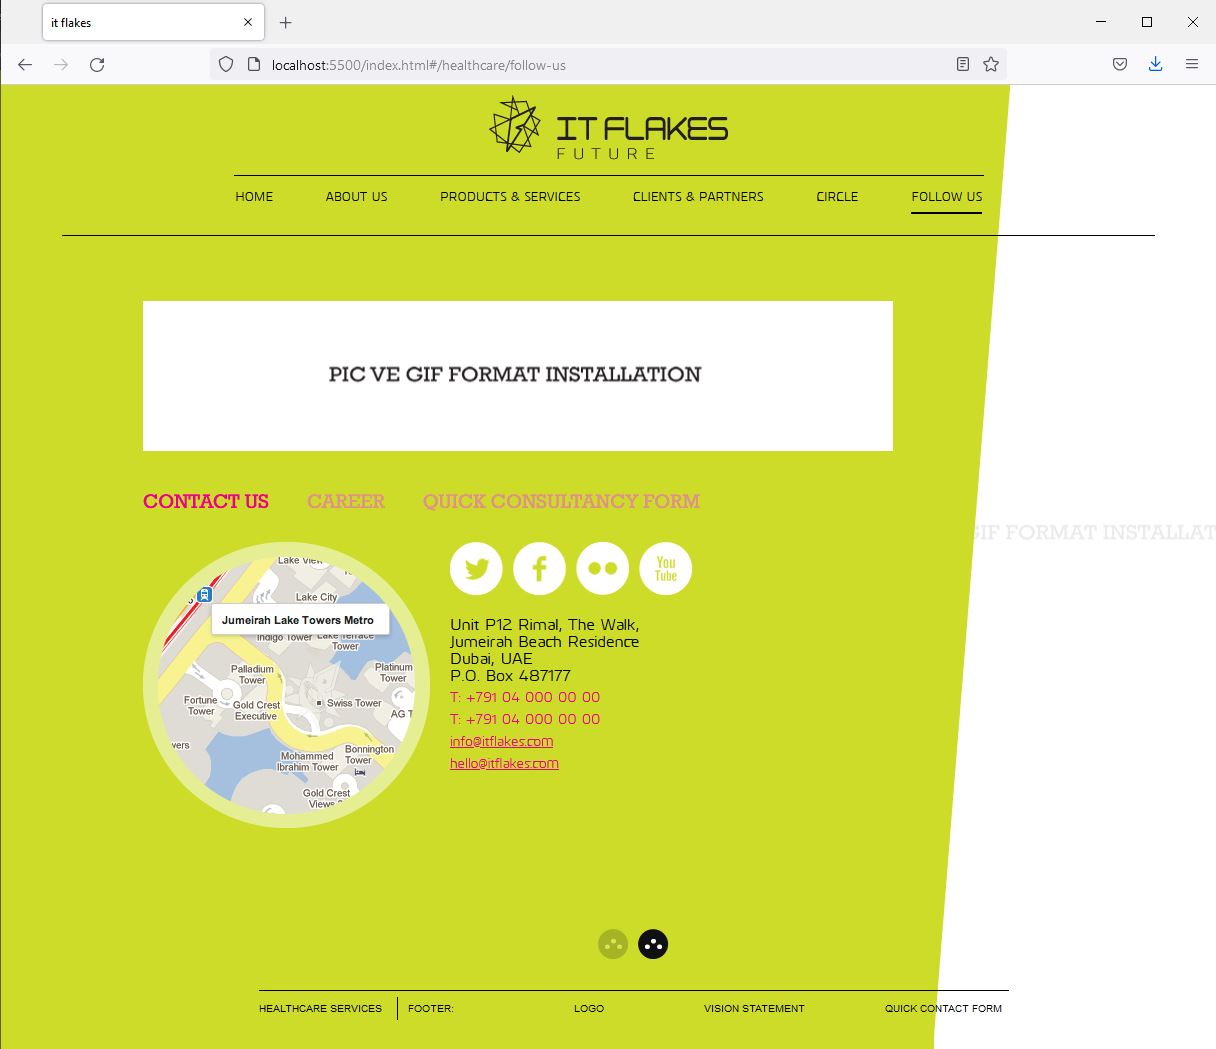 it flakes
localhost:5500/index.html#/healthcare/follow-us
IT FLAKES
FUTURE
HOME ABOUT US PRODUCTS & SERVICES CLIENTS & PARTNERS CIRCLE FOLLOW US
PIC VE GIF FORMAT INSTALLATION
CONTACT US CAREER QUICK CONSULTANCY FORM
GIF FORMAT INSTALLAT
You
Tube
Lake View
Lake City
Jumeirah Lake Towers Metro
Indigo Tower
Lake Terrace
Tower
Palladium
Tower
Platinum
Tower
Fortune
Tower
Gold Crest
Executive
Swiss Tower
AG T
wers
Mohammed
Ibrahim Tower
Bonnington
Tower
Gold Crest
Views
Unit P12 Rimal, The Walk,
Jumeirah Beach Residence
Dubai, UAE
P.O. Box 487177
T: +791 04 000 00 00
T: +791 04 000 00 00
info@itflakes.com
hello@itflakes.com
HEALTHCARE SERVICES FOOTER: LOGO VISION STATEMENT QUICK CONTACT FORM